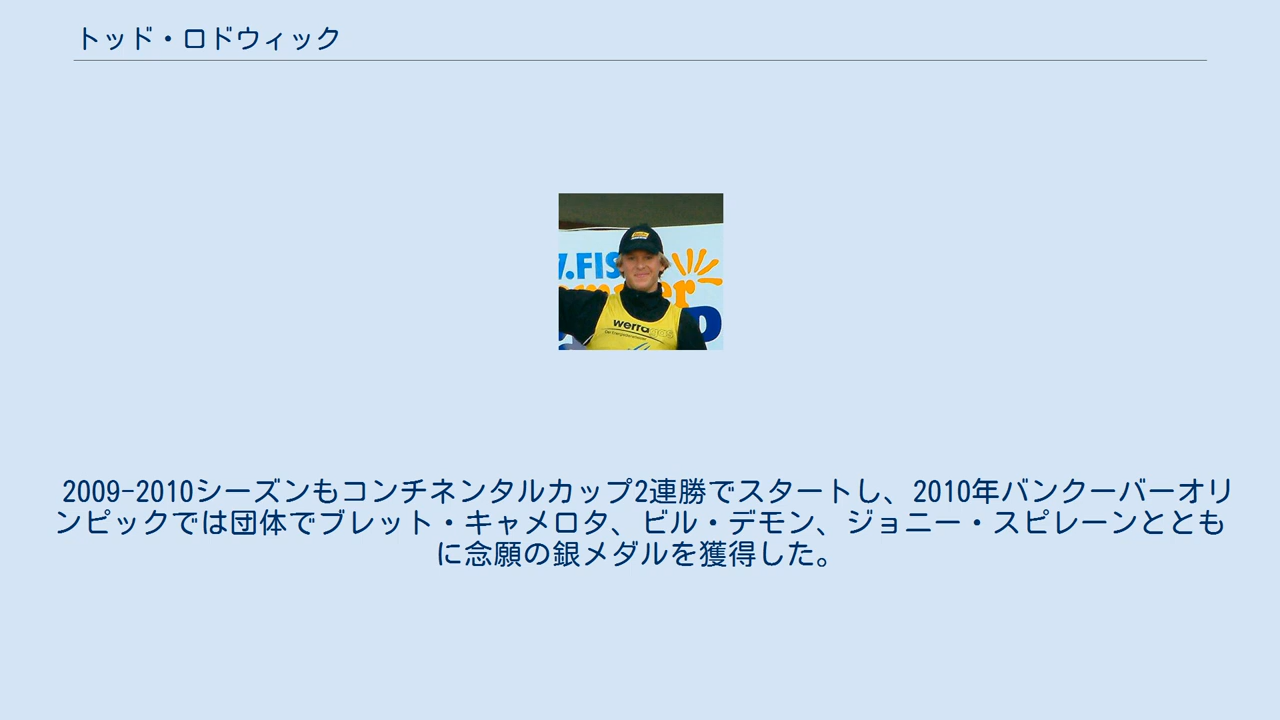 トッド・ロドウィック
.FIS
werragas
2009-2010シーズンもコンチネンタルカップ2連勝でスタートし、2010年バンクーバーオリ
ンピックでは団体でブレット・キャメロタ、ビル・デモン、ジョニー・スピレーンととも
に念願の銀メダルを獲得した。